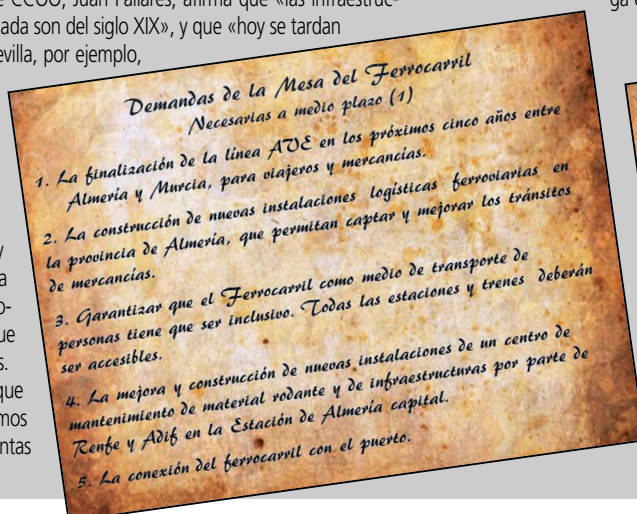 e CCOO, Juan Pallarés, afirma que «las infraestruc-
ada son del siglo XIX», y que «hoy se tardan
evilla, por ejemplo,
Demandas de la Mesa del Ferrocarril
Necesarias a medio plazo (1)
1. La finalización de la línea AVE en los próximos cinco años entre
Almería y Murcia, para viajeros y mercancías.
2. La construcción de nuevas instalaciones logísticas ferroviarias en
la provincia de Almería, que permitan captar y mejorar los tránsitos
de mercancías.
3. Garantizar que el Ferrocarril como medio de transporte de
personas tiene que ser inclusivo. Todas las estaciones y trenes deberán
ser accesibles.
4. La mejora y construcción de nuevas instalaciones de un centro de
mantenimiento de material rodante y de infraestructuras por parte de
Renfe y Adif en la Estación de Almería capital.
5. La conexión del ferrocarril con el puerto.
y
a
o-
ue
s.
que
mos
ntas